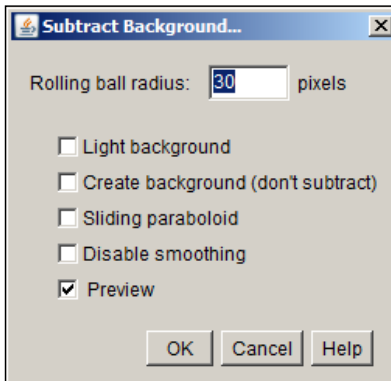 Subtract Background...
Rolling ball radius: 30 pixels
Light background
Create background (don't subtract)
Sliding paraboloid
Disable smoothing
Preview
OK Cancel Help